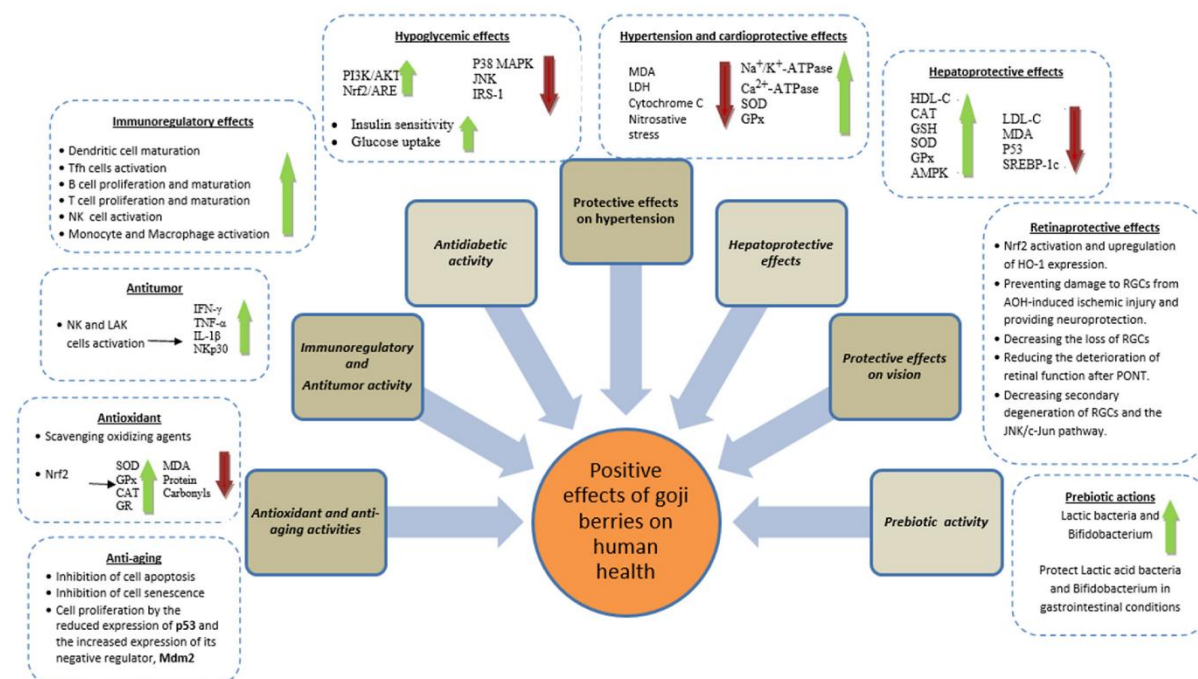 Hypoglycemic effects
PI3K/AKT
Nrf2/ARE
P38 MAPK
JNK
IRS-1
• Insulin sensitivity
• Glucose uptake
Hypertension and cardioprotective effects
MDA
LDH
Cytochrome C
Nitrosative
stress
Na⁺/K⁺-ATPase
Ca²⁺-ATPase
SOD
GPx
Hepatoprotective effects
HDL-C
CAT
GSH
SOD
GPx
AMPK
LDL-C
MDA
P53
SREBP-1c
Immunoregulatory effects
• Dendritic cell maturation
• Tfh cells activation
• B cell proliferation and maturation
• T cell proliferation and maturation
• NK cell activation
• Monocyte and Macrophage activation
Antitumor
• NK and LAK
cells activation
IFN-γ
TNF-α
IL-1β
NKp30
Antioxidant
• Scavenging oxidizing agents
• Nrf2
SOD
GPx
CAT
GR
MDA
Protein
Carbonyls
Anti-aging
• Inhibition of cell apoptosis
• Inhibition of cell senescence
• Cell proliferation by the
reduced expression of p53 and
the increased expression of its
negative regulator, Mdm2
Antioxidant and anti-
aging activities
Immunoregulatory
and
Antitumor activity
Antidiabetic
activity
Protective effects
on hypertension
Hepatoprotective
effects
Protective effects
on vision
Prebiotic activity
Positive
effects of goji
berries on
human
health
Retinaprotective effects
• Nrf2 activation and upregulation
of HO-1 expression.
• Preventing damage to RGCs from
AOH-induced ischemic injury and
providing neuroprotection.
• Decreasing the loss of RGCs
• Reducing the deterioration of
retinal function after PONT.
• Decreasing secondary
degeneration of RGCs and the
JNK/c-Jun pathway.
Prebiotic actions
Lactic bacteria and
Bifidobacterium
Protect Lactic acid bacteria
and Bifidobacterium in
gastrointestinal conditions